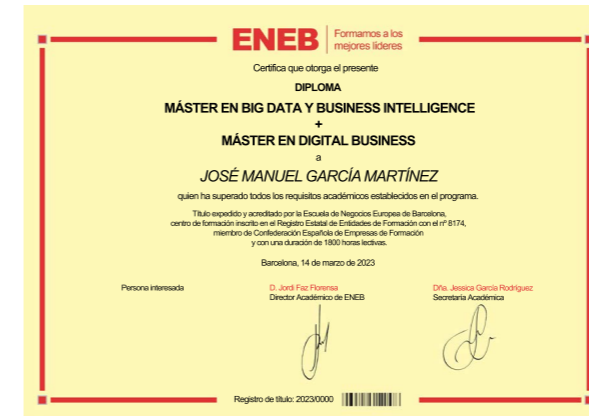 ENEB
Formamos a los
mejores líderes
Certifica que otorga el presente
DIPLOMA
MÁSTER EN BIG DATA Y BUSINESS INTELLIGENCE
+
MÁSTER EN DIGITAL BUSINESS
a
JOSÉ MANUEL GARCÍA MARTÍNEZ
quien ha superado todos los requisitos académicos establecidos en el programa.
Título expedido y acreditado por la Escuela de Negocios Europea de Barcelona,
centro de formación inscrito en el Registro Estatal de Entidades de Formación con el nº 8174,
miembro de Confederación Española de Empresas de Formación
y con una duración de 1800 horas lectivas.
Barcelona, 14 de marzo de 2023
Persona interesada
D. Jordi Faz Florensa
Director Académico de ENEB
Dña. Jessica García Rodríguez
Secretaría Académica
Registro de título: 2023/0000